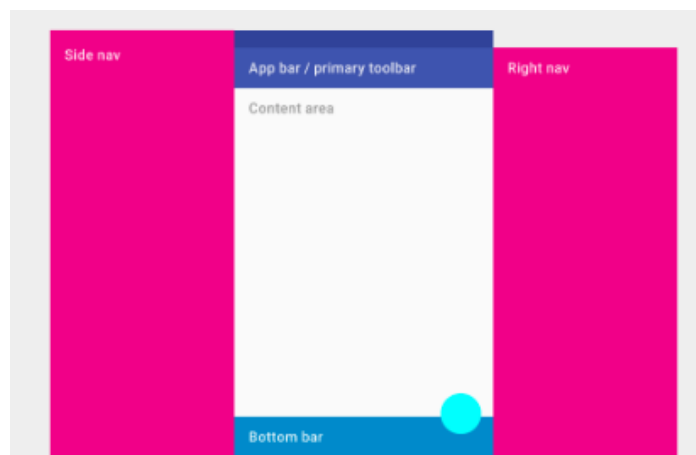 Side nav
App bar / primary toolbar
Right nav
Content area
Bottom bar